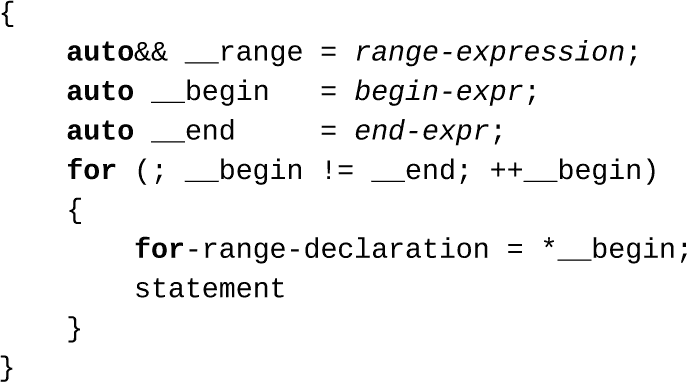 {
    auto&& __range = range-expression;
    auto __begin   = begin-expr;
    auto __end     = end-expr;
    for (; __begin != __end; ++__begin)
    {
        for-range-declaration = *__begin;
        statement
    }
}